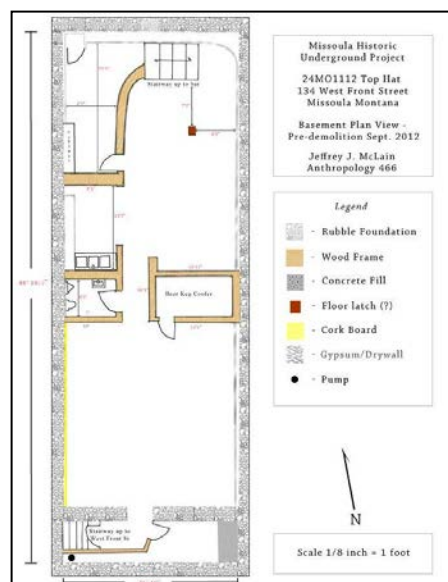 Missoula Historic
Underground Project
24MO1112 Top Hat
134 West Front Street
Missoula Montana
Basement Plan View -
Pre-demolition Sept. 2012
Jeffrey J. McLain
Anthropology 466
Stairway up to bar
Beer Keg Cooler
Stairway up to
West Front St.
Legend
- Rubble Foundation
- Wood Frame
- Concrete Fill
- Floor latch (?)
- Cork Board
- Gypsum/Drywall
- Pump
N
Scale 1/8 inch = 1 foot